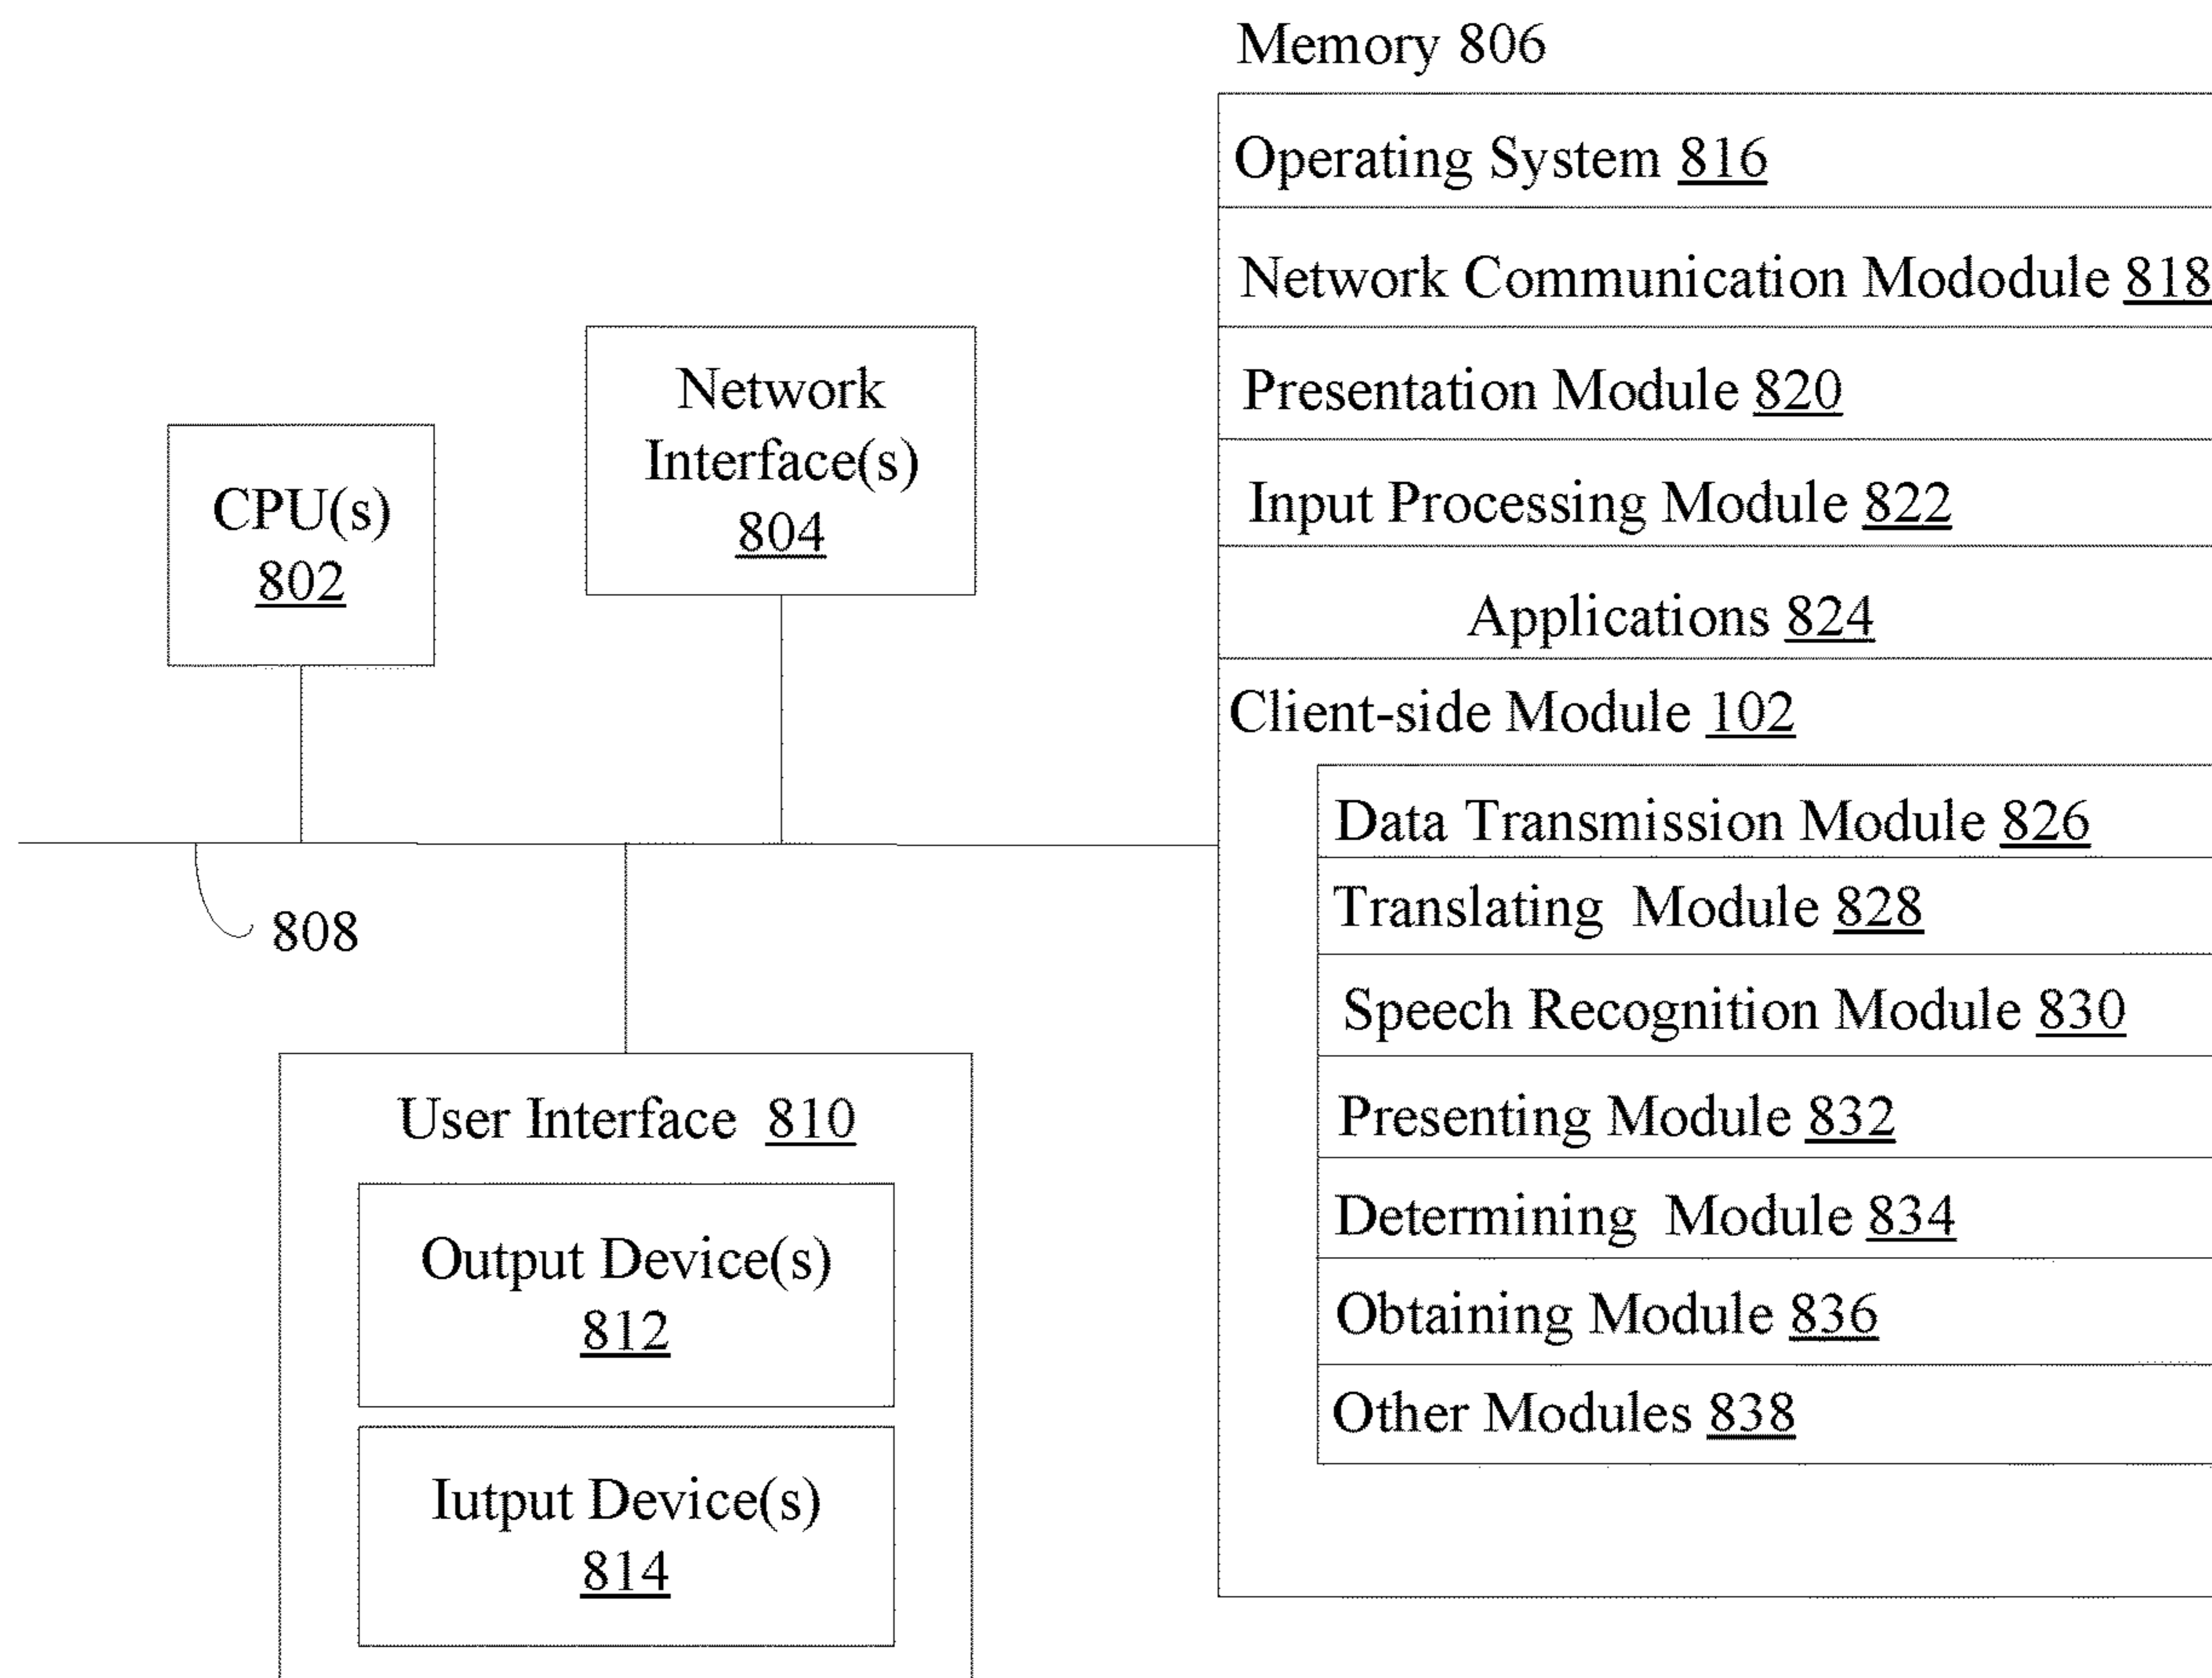 Memory 806
Operating System 816
Network Communication Mododule 818
Presentation Module 820
Input Processing Module 822
Applications 824
Client-side Module 102
Data Transmission Module 826
Translating Module 828
Speech Recognition Module 830
Presenting Module 832
Determining Module 834
Obtaining Module 836
Other Modules 838
CPU(s)
802
Network
Interface(s)
804
808
User Interface 810
Output Device(s)
812
Iutput Device(s)
814